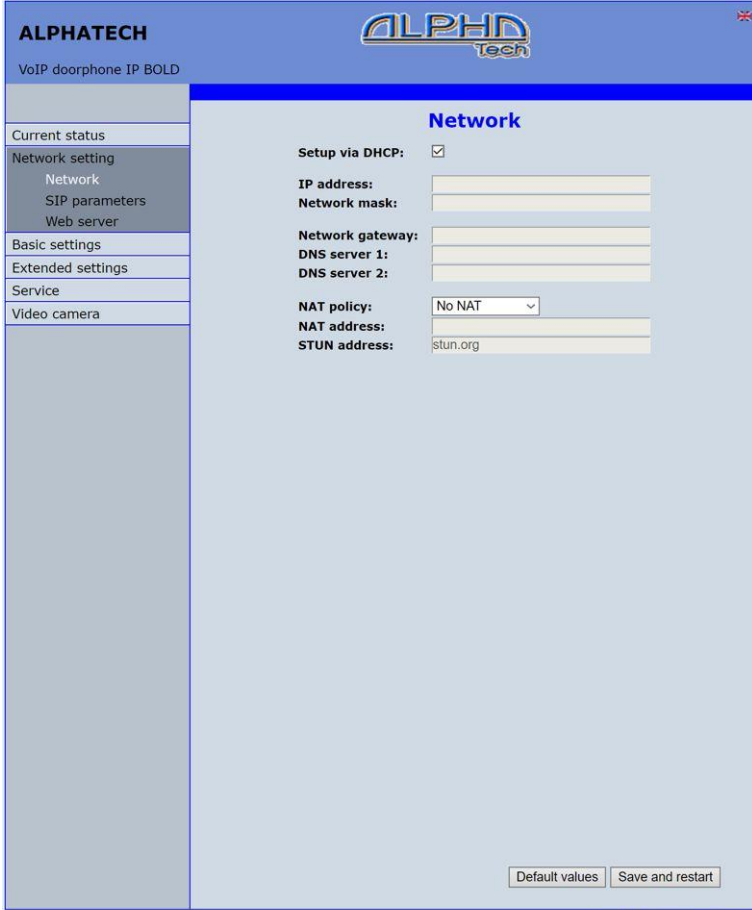 ALPHATECH
VoIP doorphone IP BOLD
ALPHA
Tech
Current status
Network setting
Network
SIP parameters
Web server
Basic settings
Extended settings
Service
Video camera
Network
Setup via DHCP:
IP address:
Network mask:
Network gateway:
DNS server 1:
DNS server 2:
NAT policy: No NAT
NAT address:
STUN address: stun.org
Default values Save and restart